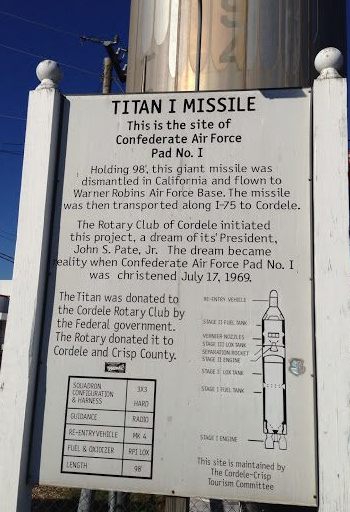 TITAN I MISSILE
This is the site of
Confederate Air Force
Pad No. I
Holding 98', this giant missile was
dismantled in California and flown to
Warner Robins Air Force Base. The missile
was then transported along I-75 to Cordele.
The Rotary Club of Cordele initiated
this project, a dream of its' President,
John S. Pate, Jr. The dream became
reality when Confederate Air Force Pad No. I
was christened July 17, 1969.
The Titan was donated to
the Cordele Rotary Club by
the Federal government.
The Rotary donated it to
Cordele and Crisp County.
SQUADRON
CONFIGURATION
& HARNESS
3X3
HARD
GUIDANCE
RADIO
RE-ENTRY VEHICLE
MK 4
FUEL & OXIDIZER
RPI LOX
LENGTH
98'
RE-ENTRY VEHICLE
STAGE II FUEL TANK
VERNIER NOZZLES
STAGE III LOX TANK
SEPARATION ROCKET
STAGE II ENGINE
STAGE I LOX TANK
STAGE I FUEL TANK
STAGE I ENGINE
This site is maintained by
The Cordele-Crisp
Tourism Committee